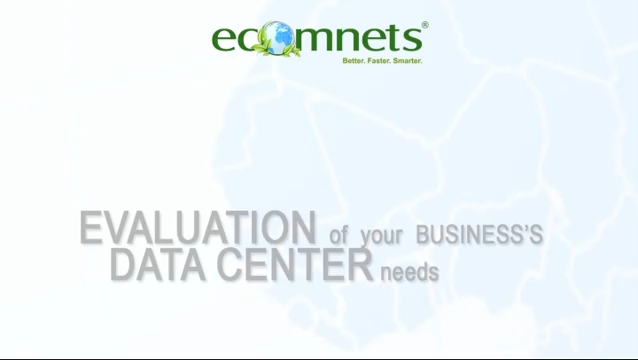 ecomnets®
Better. Faster. Smarter.
EVALUATION of your BUSINESS'S
DATA CENTER needs